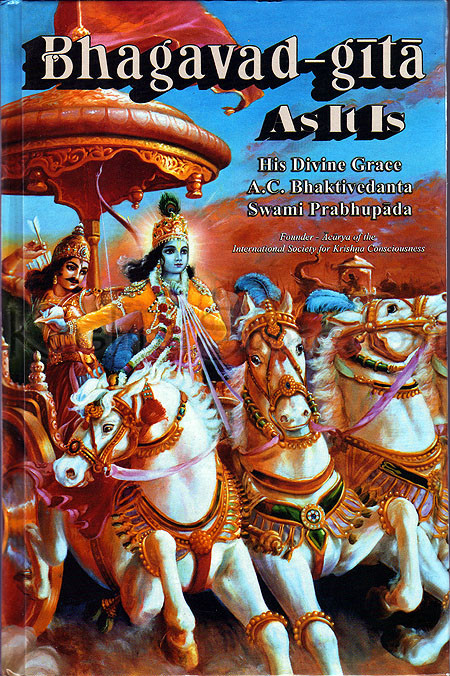 Bhagavad-gītā
As It Is
His Divine Grace
A.C. Bhaktivedanta
Swami Prabhupāda
Founder - Ācārya of the
International Society for Krishna Consciousness